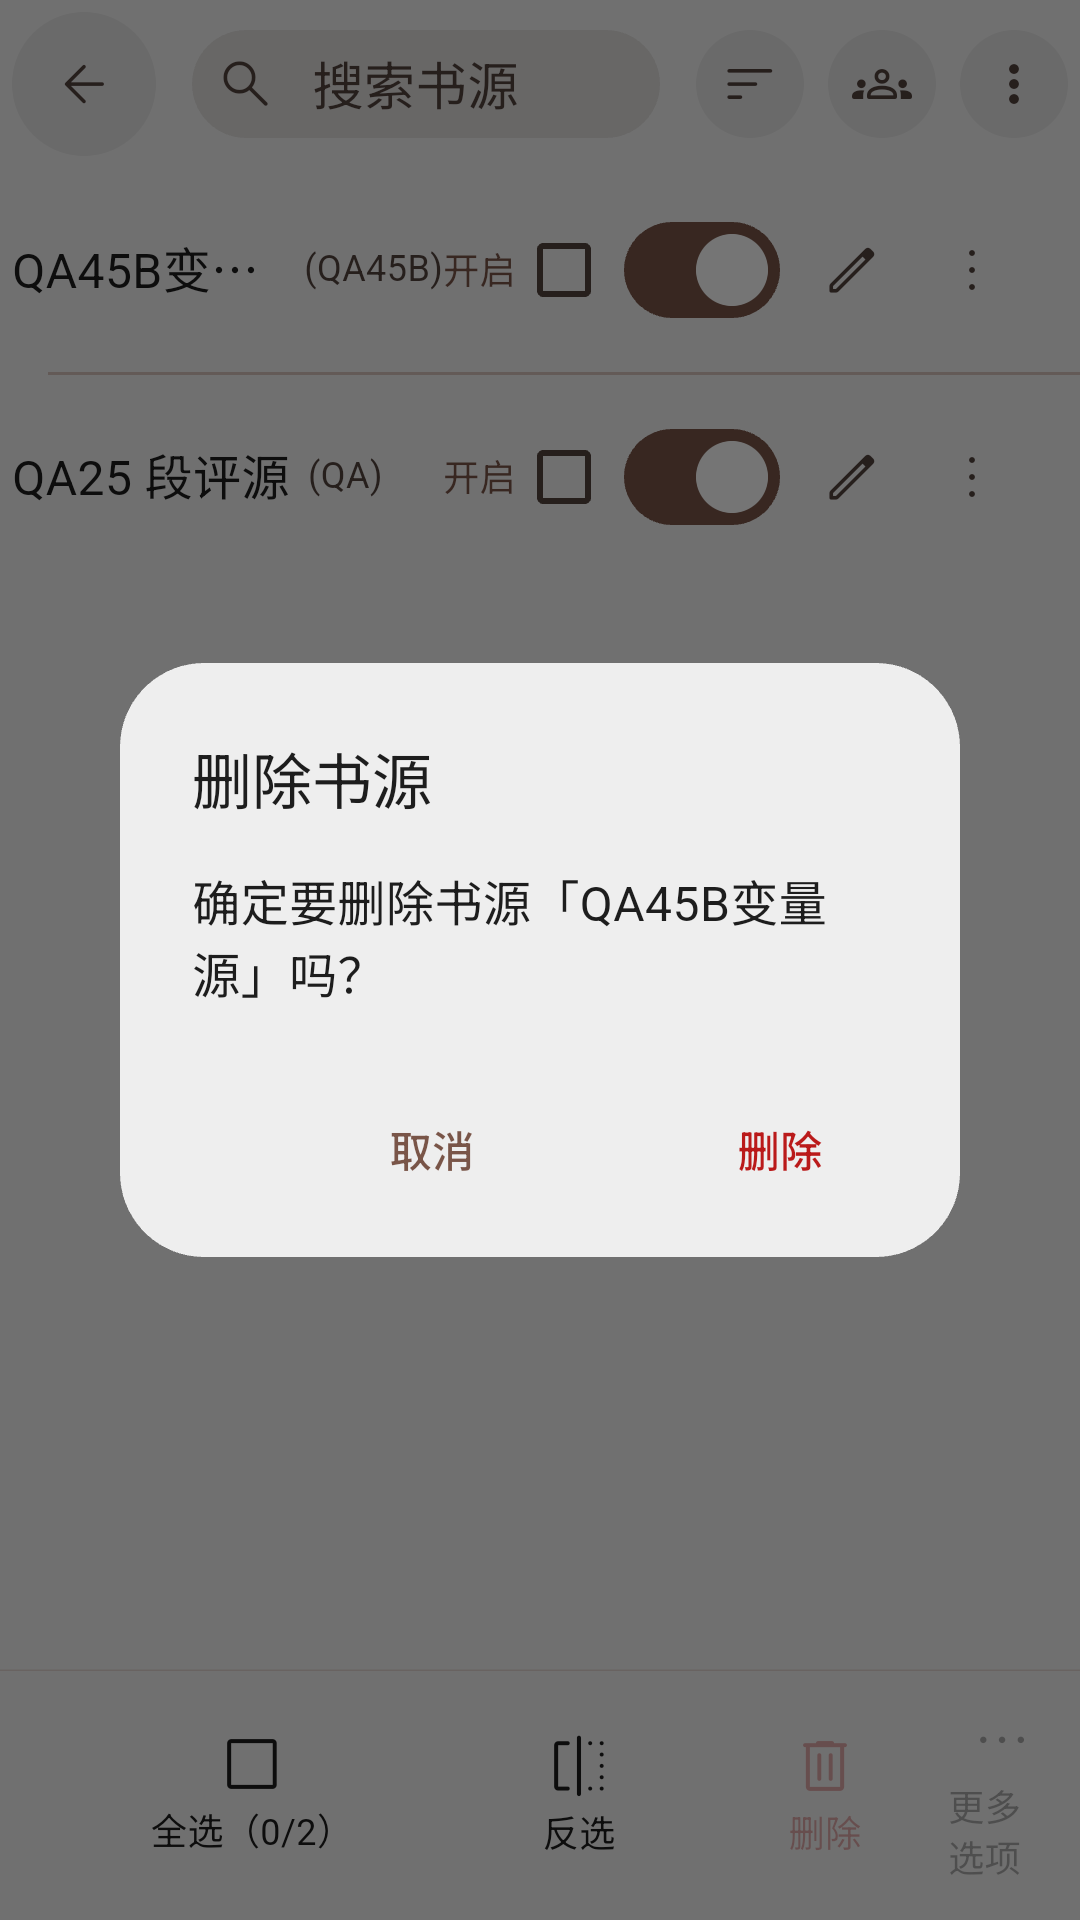 搜索书源
QA45B变… (QA45B) 开启
QA25 段评源 (QA) 开启
删除书源
确定要删除书源「QA45B变量
源」吗？
取消 删除
全选（0/2） 反选 删除 更多
选项